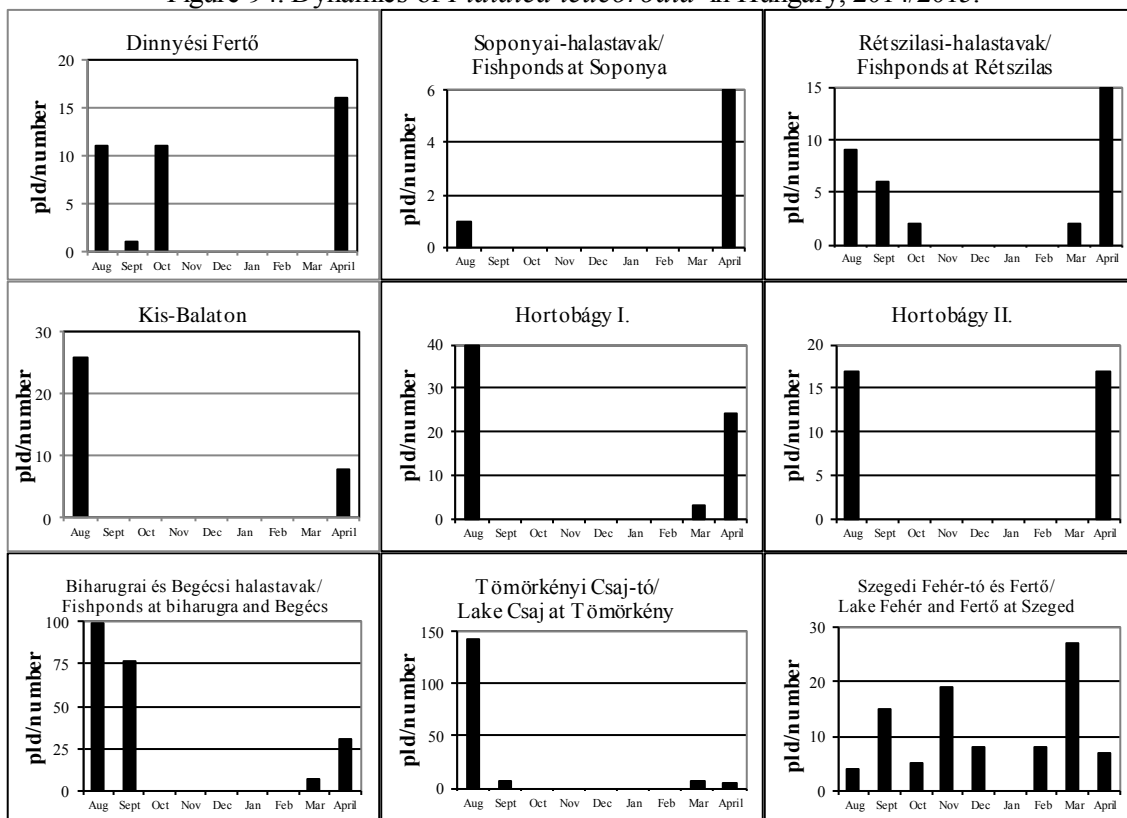 Figure 94. Dynamics of Platalea leucorodia in Hungary, 2014/2015.
Dinnyési Fertő
pld/number
20
15
10
5
0
Aug Sept Oct Nov Dec Jan Feb Mar April
Soponyai-halastavak/
Fishponds at Soponya
pld/number
6
4
2
0
Aug Sept Oct Nov Dec Jan Feb Mar April
Rétszilasi-halastavak/
Fishponds at Rétszilas
pld/number
15
10
5
0
Aug Sept Oct Nov Dec Jan Feb Mar April
Kis-Balaton
pld/number
30
20
10
0
Aug Sept Oct Nov Dec Jan Feb Mar April
Hortobágy I.
pld/number
40
30
20
10
0
Aug Sept Oct Nov Dec Jan Feb Mar April
Hortobágy II.
pld/number
20
15
10
5
0
Aug Sept Oct Nov Dec Jan Feb Mar April
Biharugrai és Begécsi halastavak/
Fishponds at biharugra and Begécs
pld/number
100
75
50
25
0
Aug Sept Oct Nov Dec Jan Feb Mar April
Tömörkényi Csaj-tó/
Lake Csaj at Tömörkény
pld/number
150
100
50
0
Aug Sept Oct Nov Dec Jan Feb Mar April
Szegedi Fehér-tó és Fertő/
Lake Fehér and Fertő at Szeged
pld/number
30
20
10
0
Aug Sept Oct Nov Dec Jan Feb Mar April